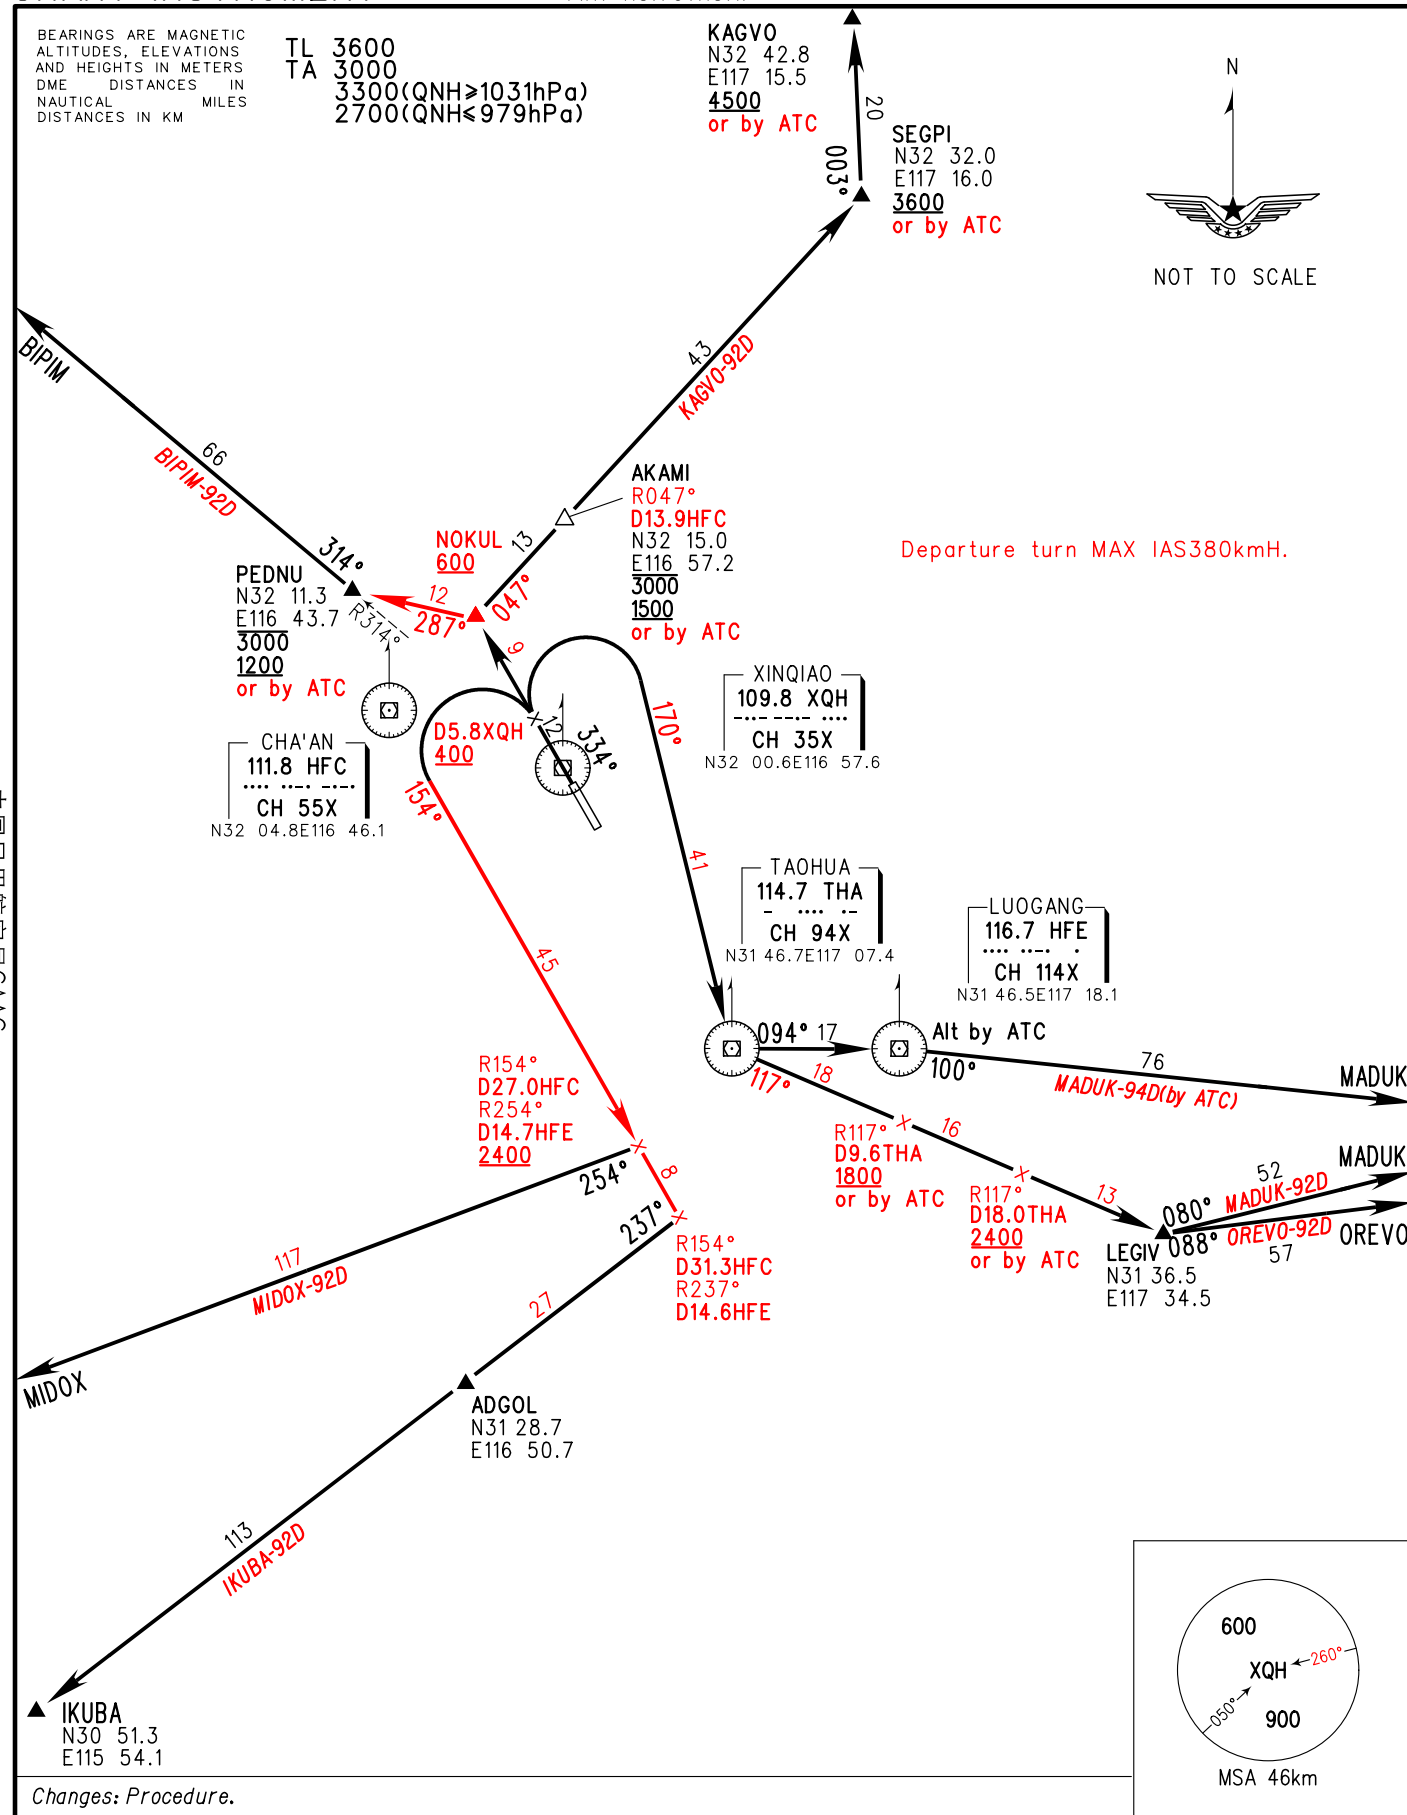 BEARINGS ARE MAGNETIC
ALTITUDES, ELEVATIONS
AND HEIGHTS IN METERS
DME DISTANCES IN
NAUTICAL MILES
DISTANCES IN KM
TL 3600
TA 3000
3300(QNH≥1031hPa)
2700(QNH≤979hPa)
KAGVO
N32 42.8
E117 15.5
4500
or by ATC
20
003°
SEGPI
N32 32.0
E117 16.0
3600
or by ATC
N
NOT TO SCALE
BIPIM
66
BIPIM-92D
314°
43
KAGVO-92D
AKAMI
R047°
D13.9HFC
N32 15.0
E116 57.2
3000
1500
or by ATC
13
047°
NOKUL
600
12
287°
PEDNU
N32 11.3
E116 43.7
3000
1200
or by ATC
R314°
9
Departure turn MAX IAS380kmH.
CHA'AN
111.8 HFC
CH 55X
N32 04.8E116 46.1
D5.8XQH
400
12
334°
154°
170°
XINQIAO
109.8 XQH
CH 35X
N32 00.6E116 57.6
41
45
TAOHUA
114.7 THA
CH 94X
N31 46.7E117 07.4
LUOGANG
116.7 HFE
CH 114X
N31 46.5E117 18.1
094° 17
117°
18
Alt by ATC
100°
76
MADUK-94D(by ATC)
MADUK
R154°
D27.0HFC
R254°
D14.7HFE
2400
254°
8
237°
R154°
D31.3HFC
R237°
D14.6HFE
R117°
D9.6THA
1800
or by ATC
16
R117°
D18.0THA
2400
or by ATC
13
LEGIV
N31 36.5
E117 34.5
080°
088°
52
MADUK-92D
MADUK
OREVO-92D
57
OREVO
117
MIDOX-92D
MIDOX
27
ADGOL
N31 28.7
E116 50.7
113
IKUBA-92D
IKUBA
N30 51.3
E115 54.1
600
XQH
260°
050°
900
MSA 46km
Changes: Procedure.